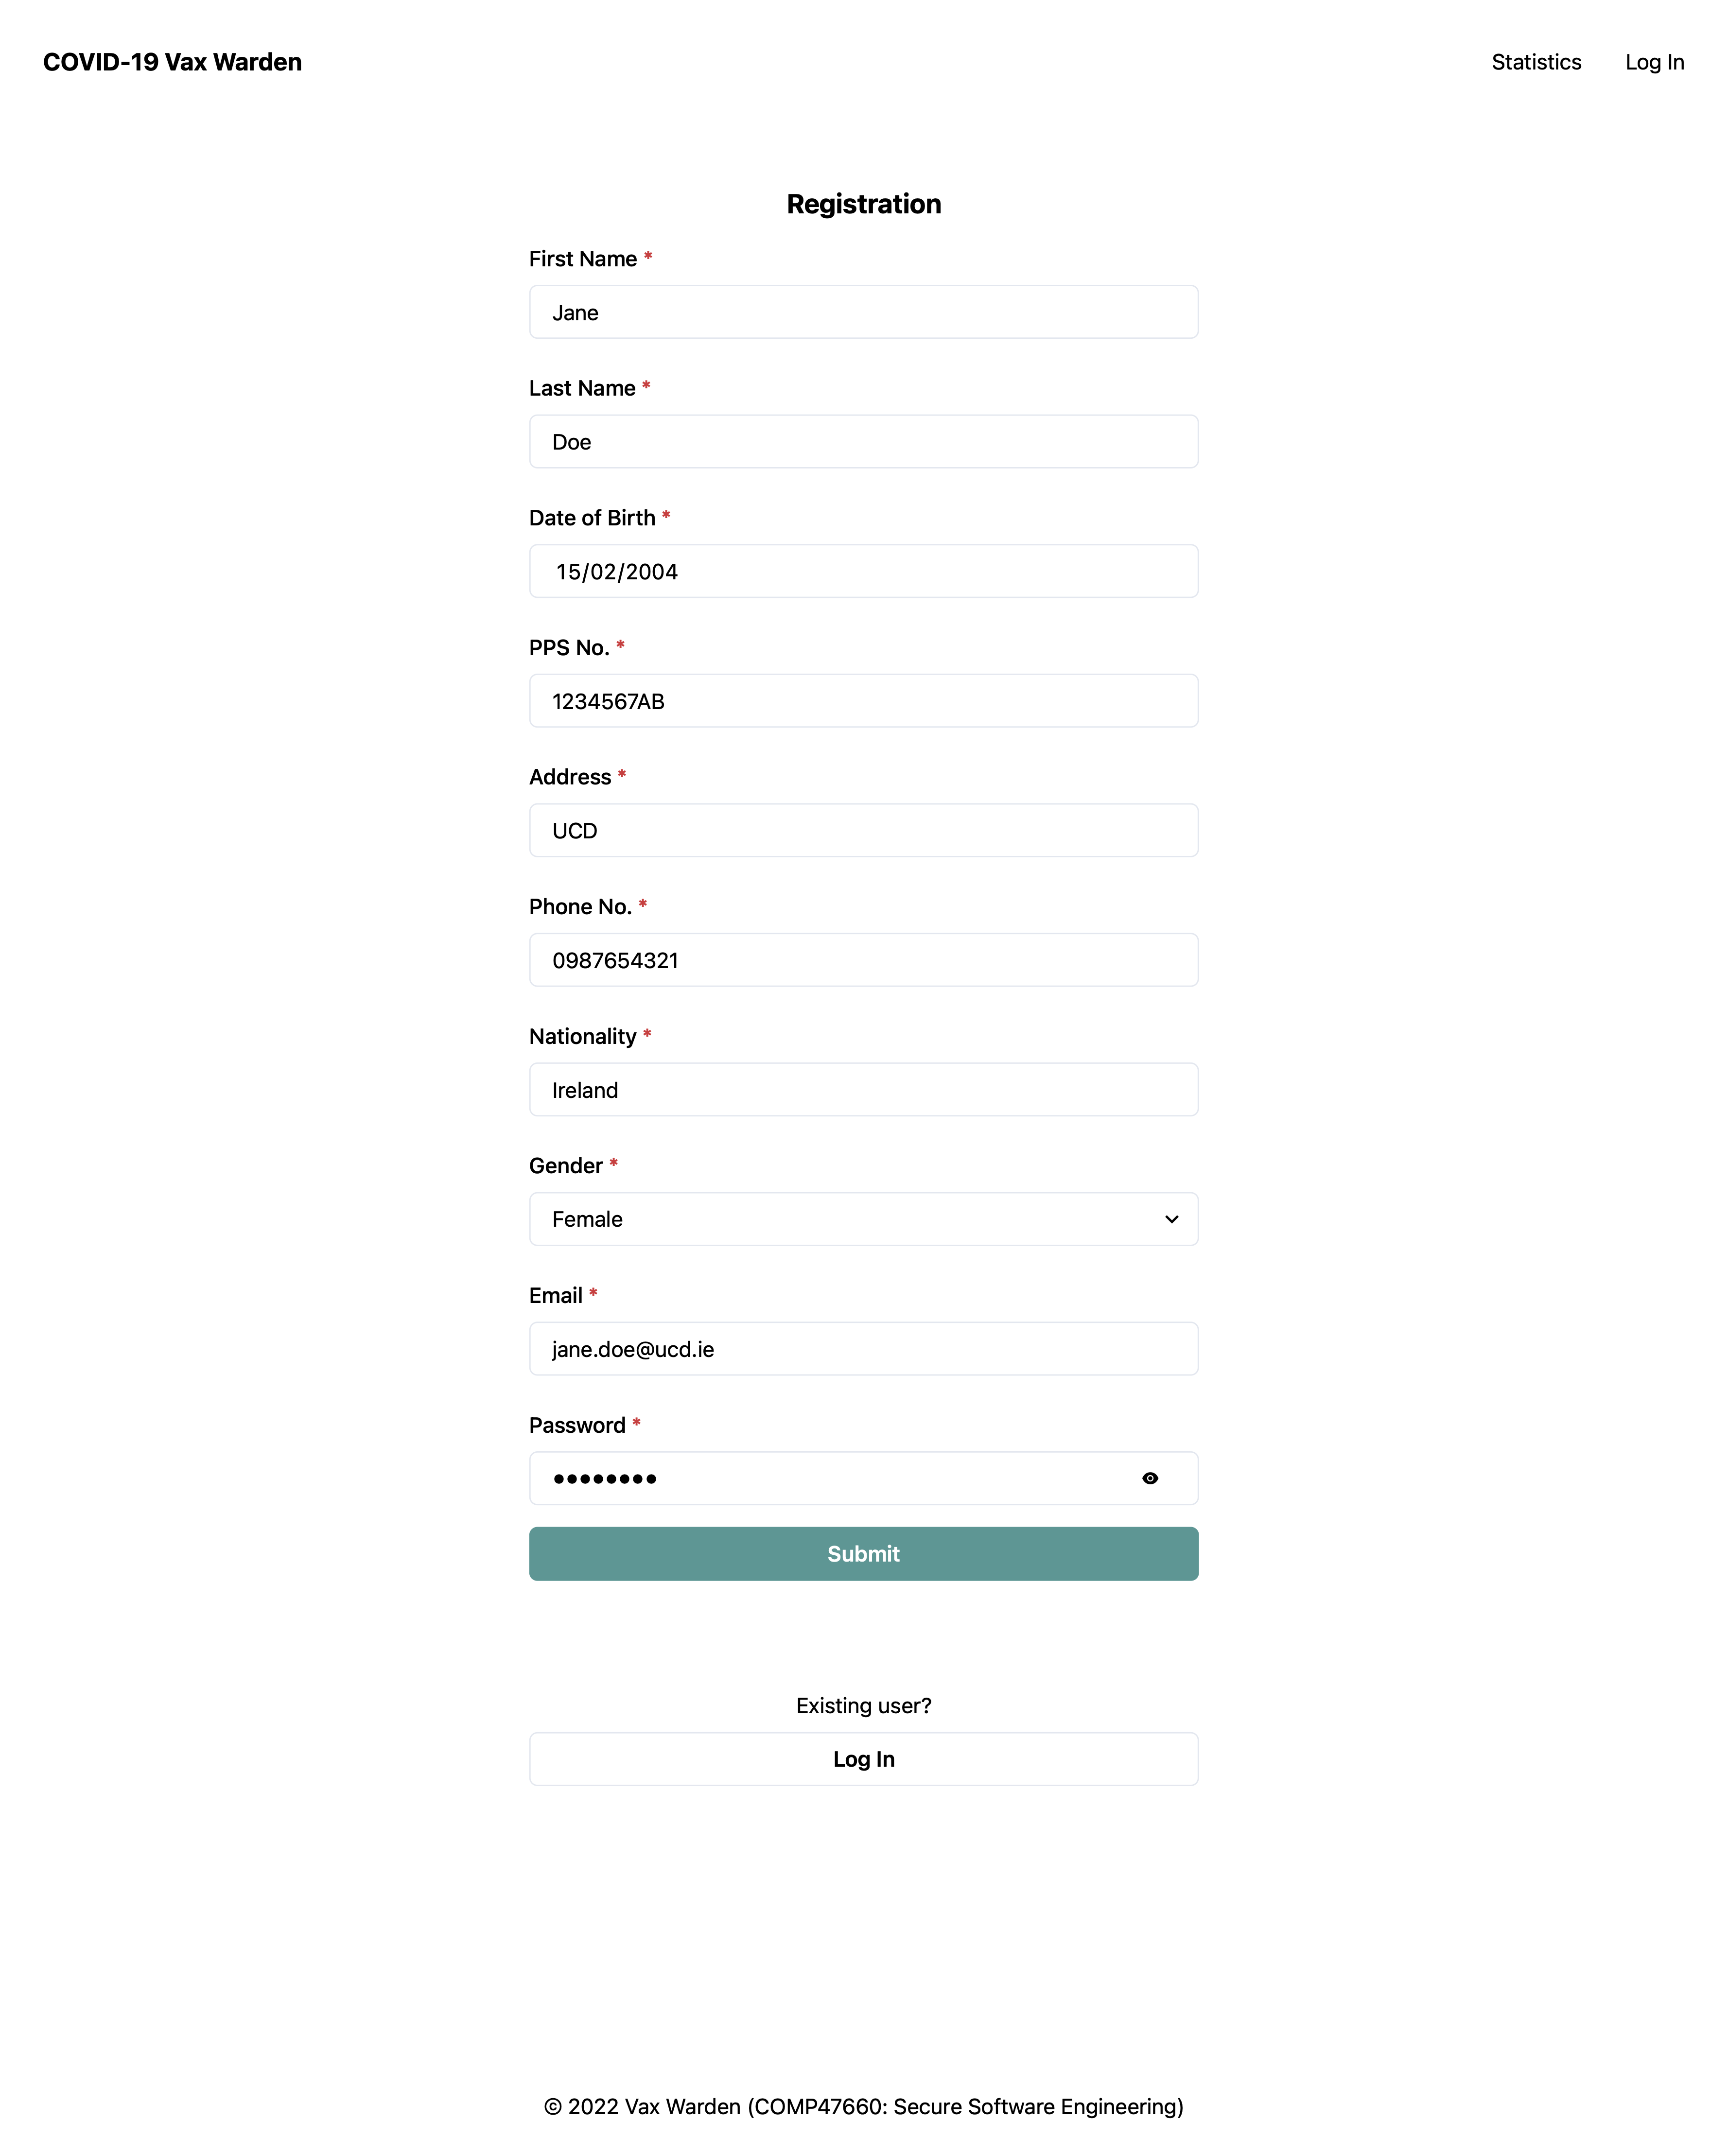 COVID-19 Vax Warden
Statistics
Log In
Registration
First Name *
Jane
Last Name *
Doe
Date of Birth *
15/02/2004
PPS No. *
1234567AB
Address *
UCD
Phone No. *
0987654321
Nationality *
Ireland
Gender *
Female
Email *
jane.doe@ucd.ie
Password *
••••••••
Submit
Existing user?
Log In
© 2022 Vax Warden (COMP47660: Secure Software Engineering)